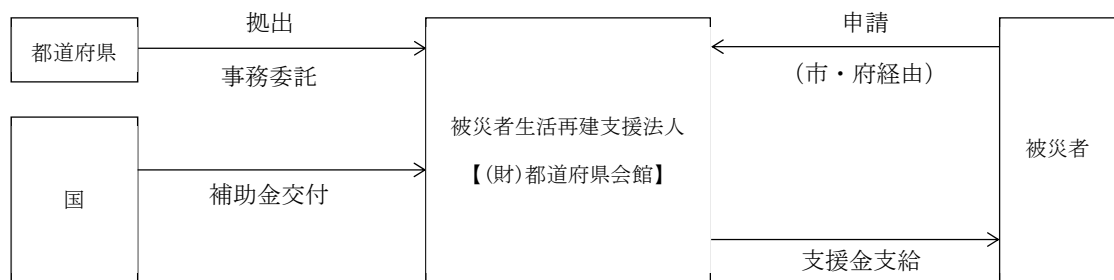 拠出
申請
都道府県
事務委託
（市・府経由）
被災者生活再建支援法人
【(財)都道府県会館】
被災者
国
補助金交付
支援金支給